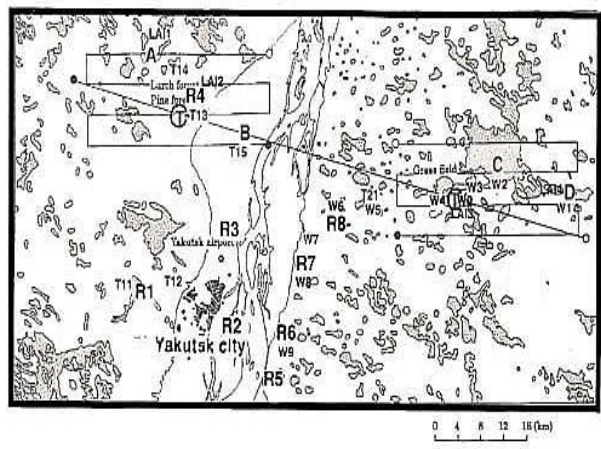 LAI1
A
T14
Larch forest LAI2
Pine forest R4
T T13
B
T15
C
Grass field
W3 W2
D
W4 W0
W1
LAI3
T21
W6 W5
R8
R3
Yakutsk airport
W7
R7
W8
T11 T12
R1
R2
R6
Yakutsk city
W9
R5
0 4 8 12 16 (km)